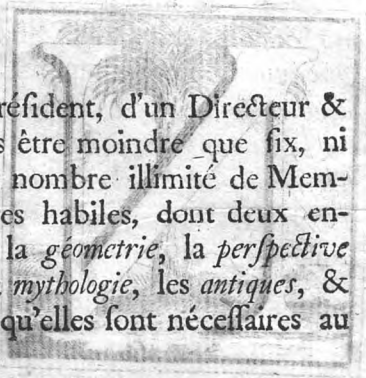 réſident, d'un Directeur &
s être moindre que ſix, ni
nombre illimité de Mem-
es habiles, dont deux en-
la géometrie, la perſpective
mythologie, les antiques, &
qu'elles ſont néceſſaires au